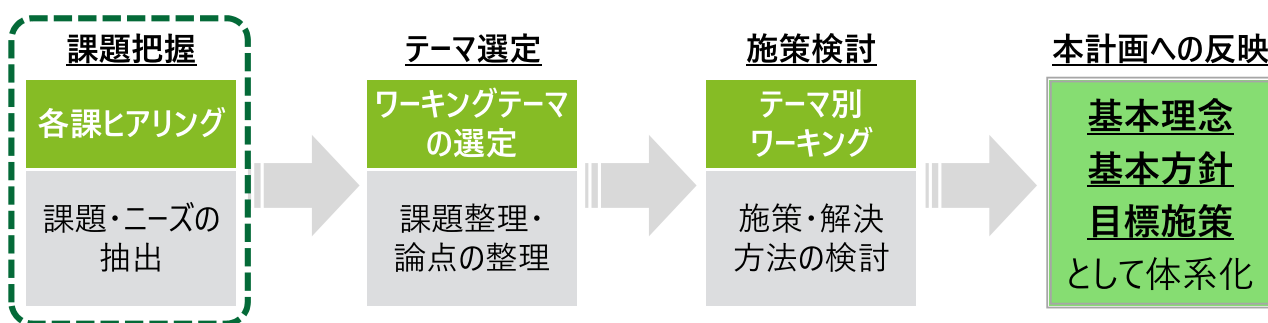 課題把握
各課ヒアリング
課題・ニーズの
抽出
テーマ選定
ワーキングテーマ
の選定
課題整理・
論点の整理
施策検討
テーマ別
ワーキング
施策・解決
方法の検討
本計画への反映
基本理念
基本方針
目標施策
として体系化